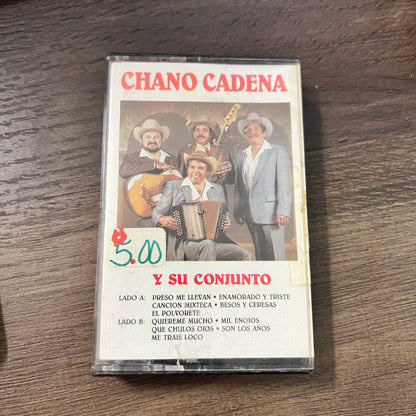 CHANO CADENA
5.00
Y SU CONJUNTO
LADO A: PRESO ME LLEVAN • ENAMORADO Y TRISTE
CANCION MIXTECA • BESOS Y CERESAS
EL POLVORETE
LADO B: QUIEREME MUCHO • MIL ENOJOS
QUE CHULOS OJOS • SON LOS AÑOS
ME TRAIS LOCO